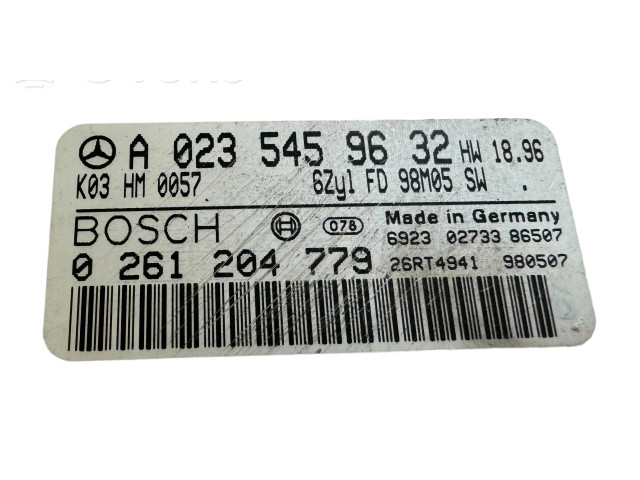 A 023 545 96 32 HW 18.96
K03 HM 0057 6Zyl FD 98M05 SW .
BOSCH 078 Made in Germany
6923 02733 86507
0 261 204 779 26RT4941 980507